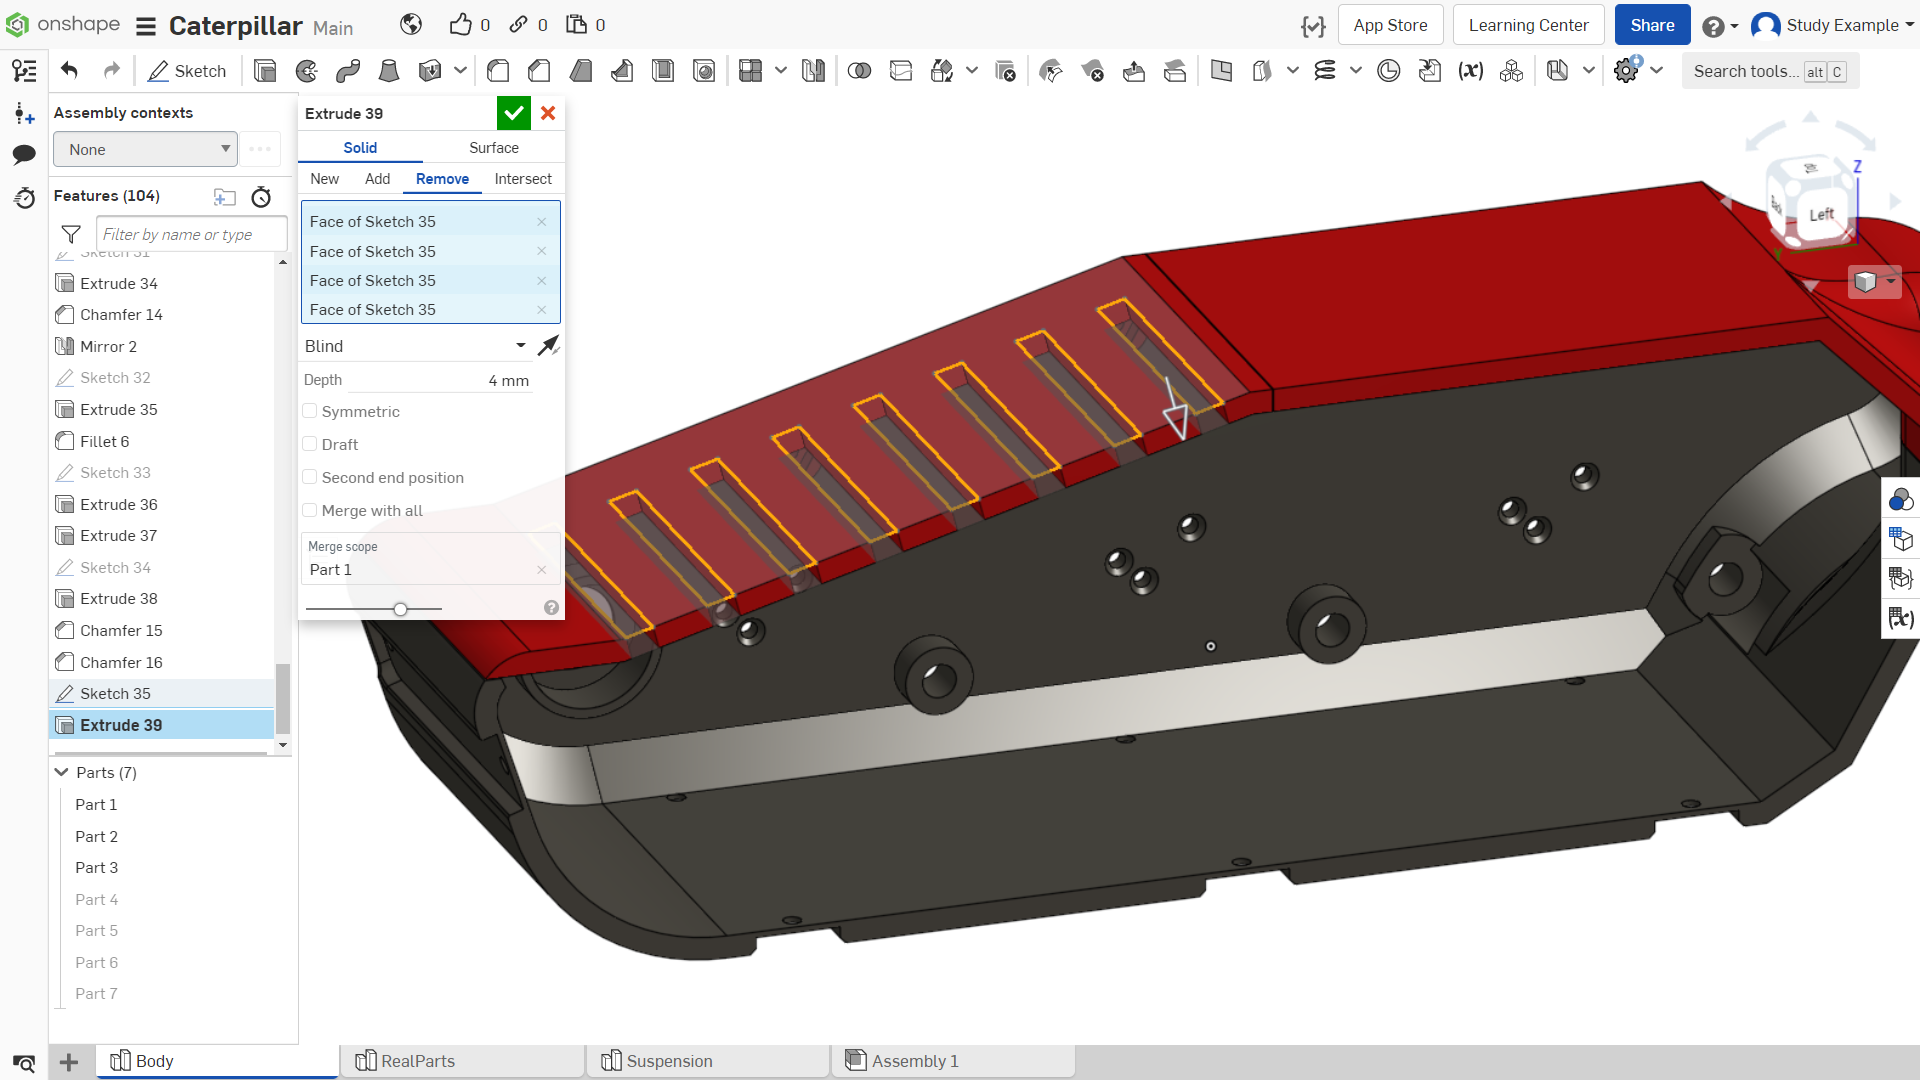 onshape
Caterpillar Main
0
0
0
App Store
Learning Center
Share
Study Example
Sketch
Search tools... alt C
Assembly contexts
None
Features (104)
Filter by name or type
Sketch 31
Extrude 34
Chamfer 14
Mirror 2
Sketch 32
Extrude 35
Fillet 6
Sketch 33
Extrude 36
Extrude 37
Sketch 34
Extrude 38
Chamfer 15
Chamfer 16
Sketch 35
Extrude 39
Parts (7)
Part 1
Part 2
Part 3
Part 4
Part 5
Part 6
Part 7
Extrude 39
Solid
Surface
New
Add
Remove
Intersect
Face of Sketch 35
Face of Sketch 35
Face of Sketch 35
Face of Sketch 35
Blind
Depth 4 mm
Symmetric
Draft
Second end position
Merge with all
Merge scope
Part 1
Z
Left
Back
Y
Body
RealParts
Suspension
Assembly 1